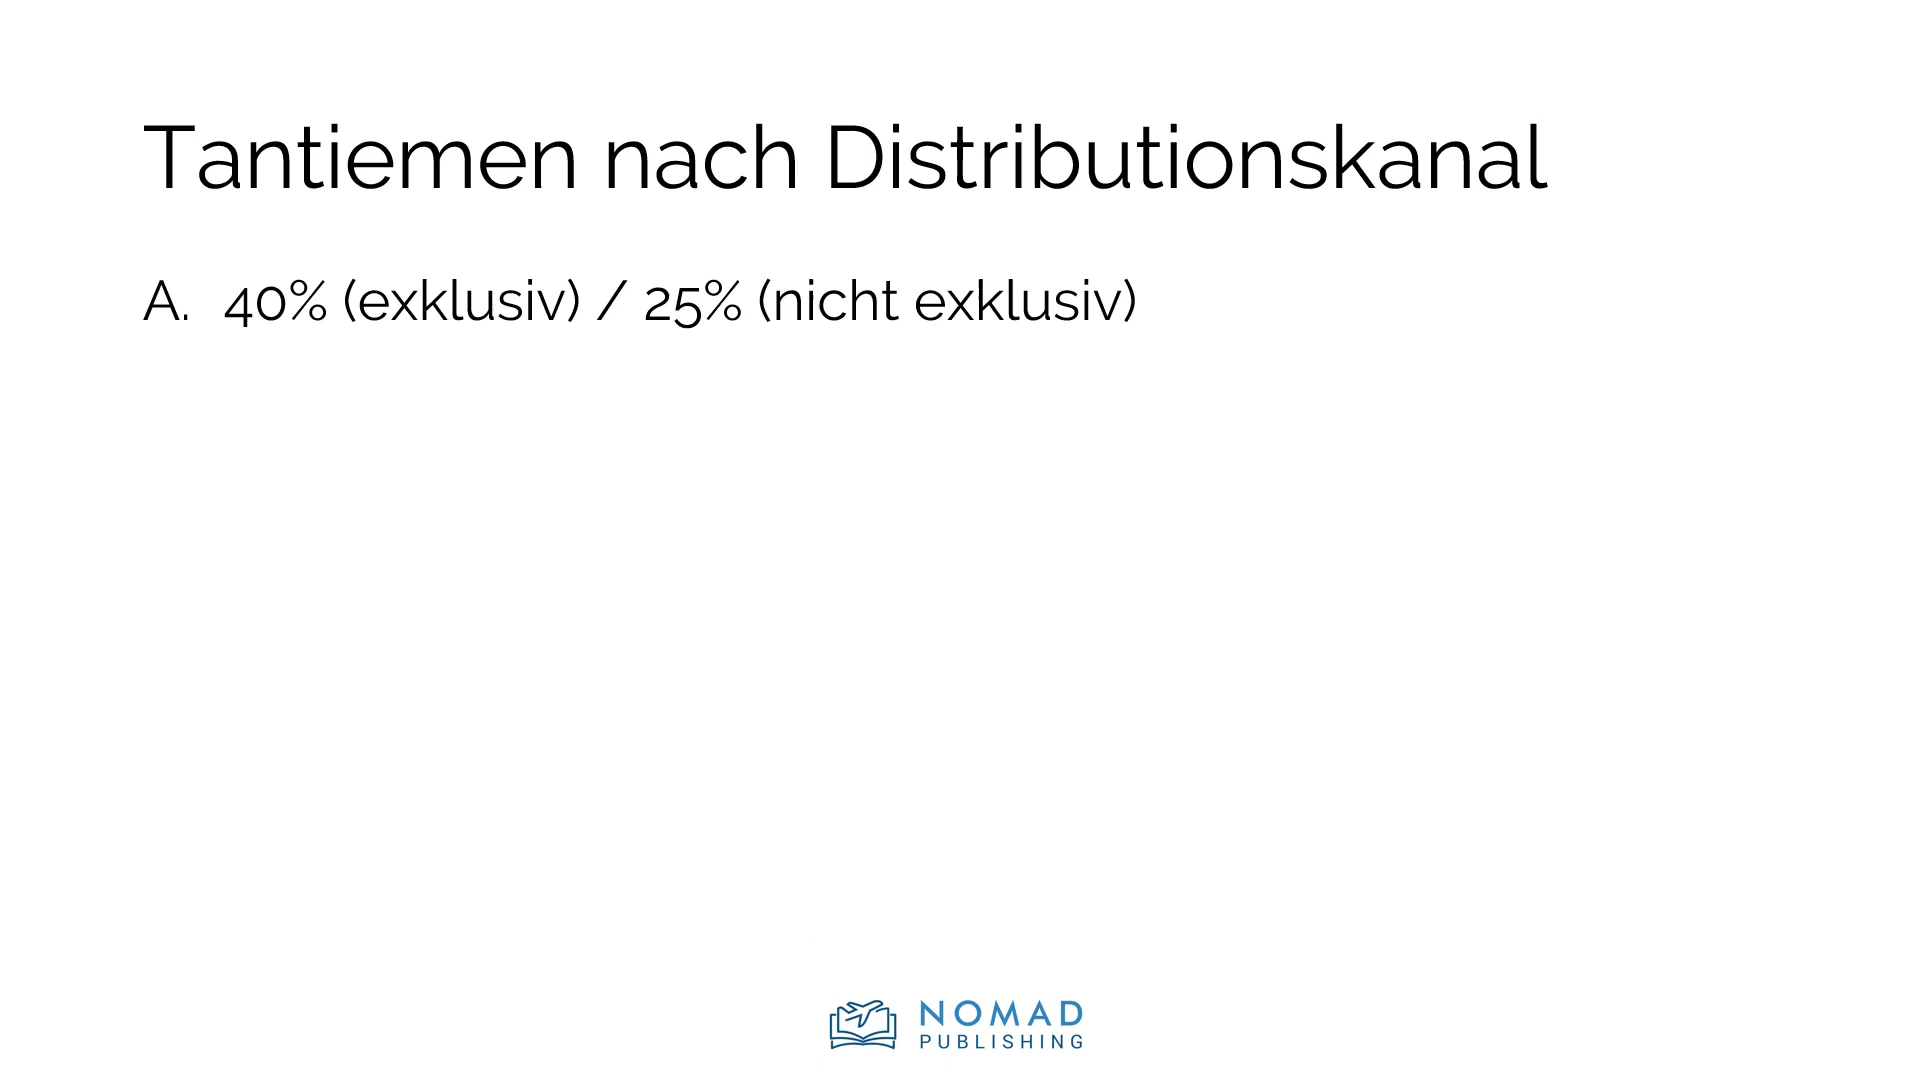 Tantiemen nach Distributionskanal
A. 40% (exklusiv) / 25% (nicht exklusiv)
NOMAD
PUBLISHING